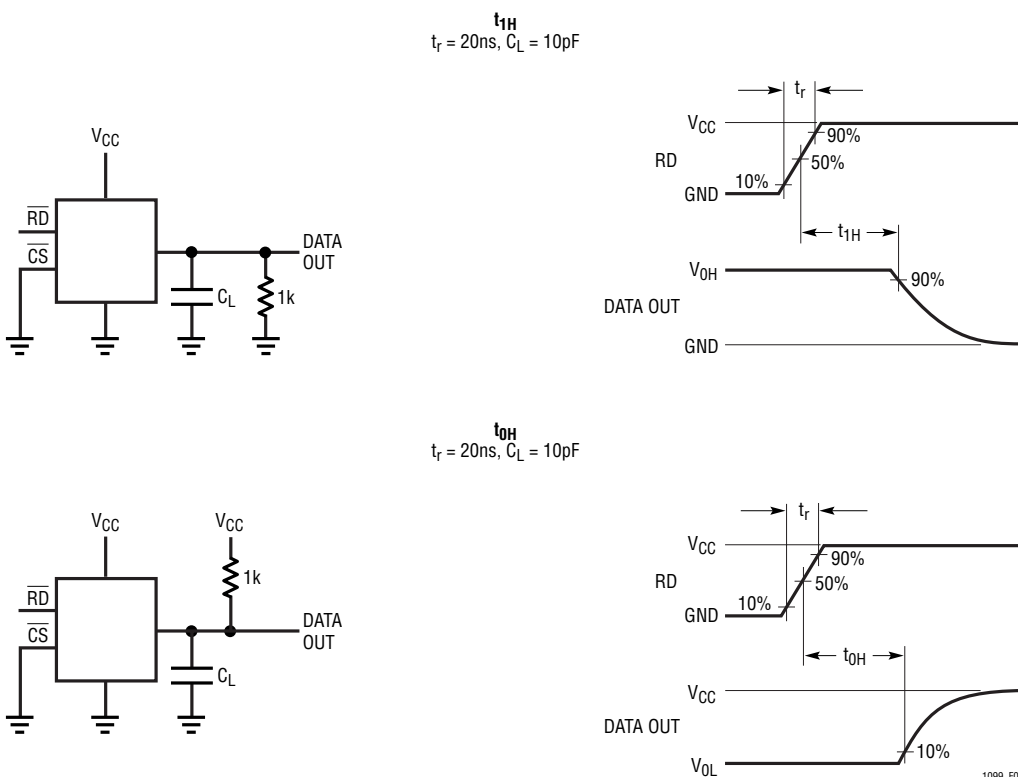 t1H
tr = 20ns, CL = 10pF
VCC
RD
CS
CL
1k
DATA
OUT
tr
VCC
90%
RD
50%
10%
GND
t1H
VOH
90%
DATA OUT
GND
t0H
tr = 20ns, CL = 10pF
VCC
VCC
1k
RD
CS
DATA
OUT
CL
tr
VCC
90%
RD
50%
10%
GND
t0H
VCC
DATA OUT
10%
VOL